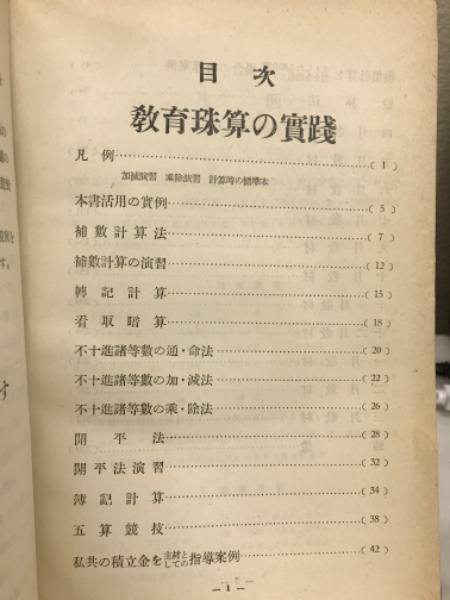 目次
教育珠算の實踐
凡例……(1)
加減演習 乘除演習 計算時の標準本
本書活用の實例……(5)
補數計算法……(7)
補數計算の演習……(12)
轉記計算……(15)
看取暗算……(18)
不十進諸等數の通・命法……(20)
不十進諸等數の加・減法……(22)
不十進諸等數の乘・除法……(26)
開平法……(28)
開平法演習……(32)
簿記計算……(34)
五算競技……(38)
私共の積立金を主材としての指導案例……(42)
— 1 —